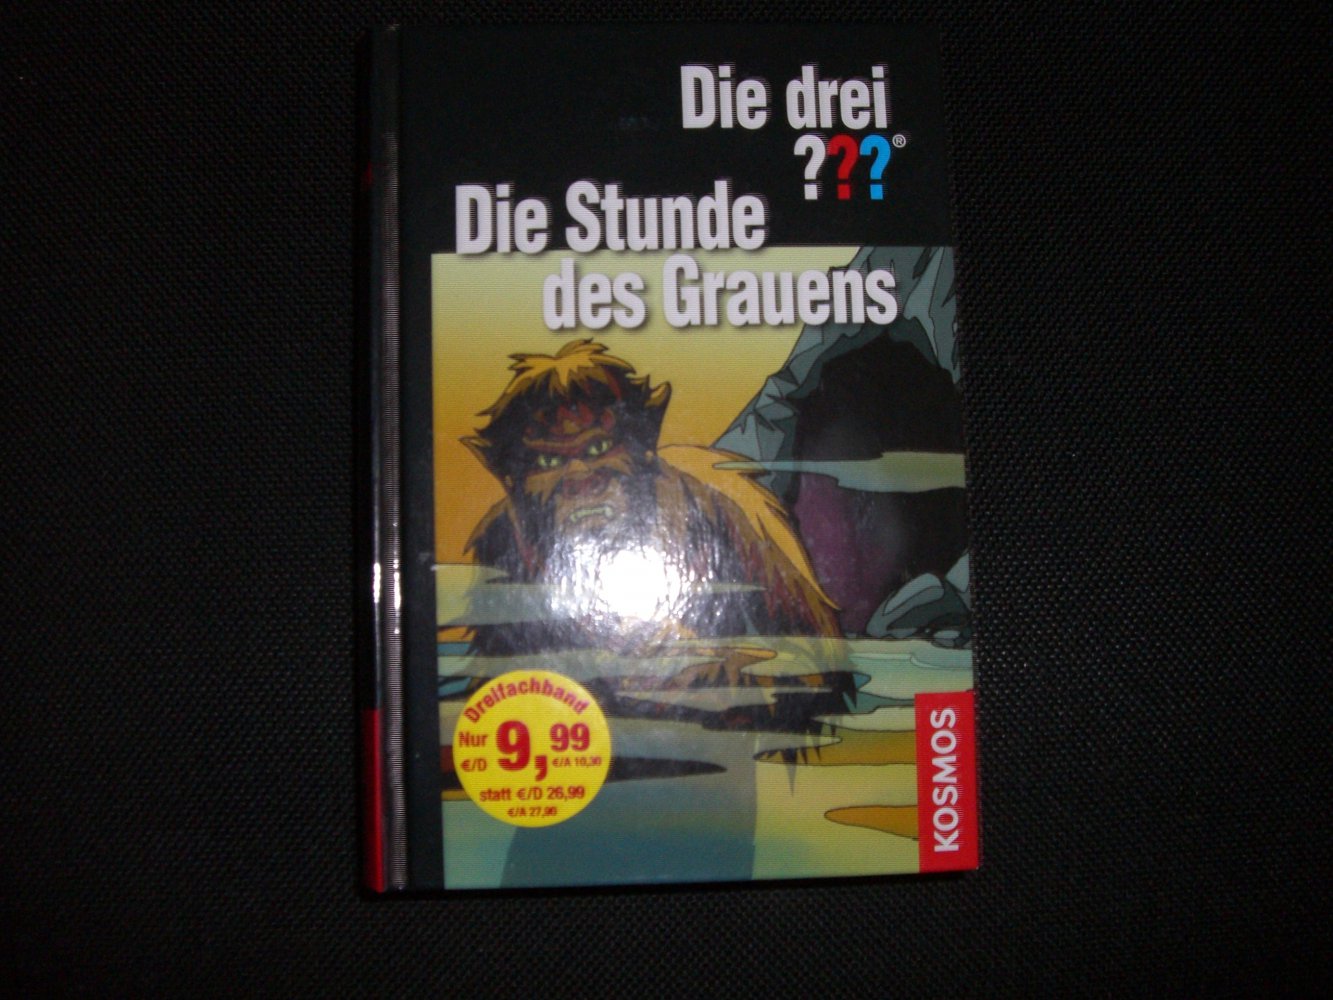 Die drei
???®
Die Stunde
des Grauens
Dreifachband
Nur 9,99
€/D €/A 10,30
statt €/D 26,99
€/A 27,90
KOSMOS